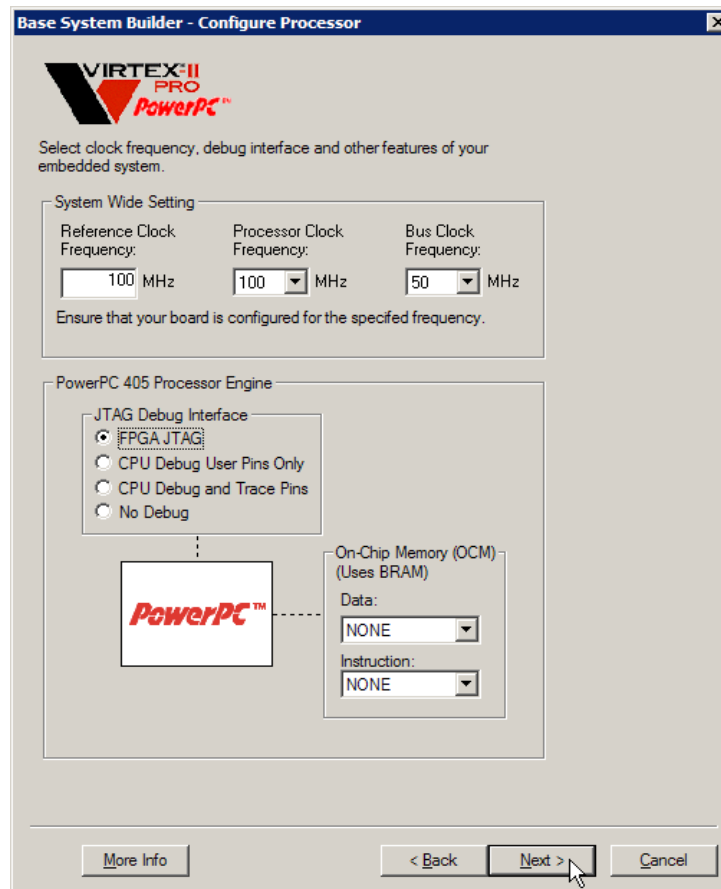 Base System Builder - Configure Processor
VIRTEX-II
PRO
PowerPC™
Select clock frequency, debug interface and other features of your
embedded system.
System Wide Setting
Reference Clock
Frequency:
100 MHz
Processor Clock
Frequency:
100 MHz
Bus Clock
Frequency:
50 MHz
Ensure that your board is configured for the specifed frequency.
PowerPC 405 Processor Engine
JTAG Debug Interface
FPGA JTAG
CPU Debug User Pins Only
CPU Debug and Trace Pins
No Debug
PowerPC™
On-Chip Memory (OCM)
(Uses BRAM)
Data:
NONE
Instruction:
NONE
More Info
< Back
Next >
Cancel